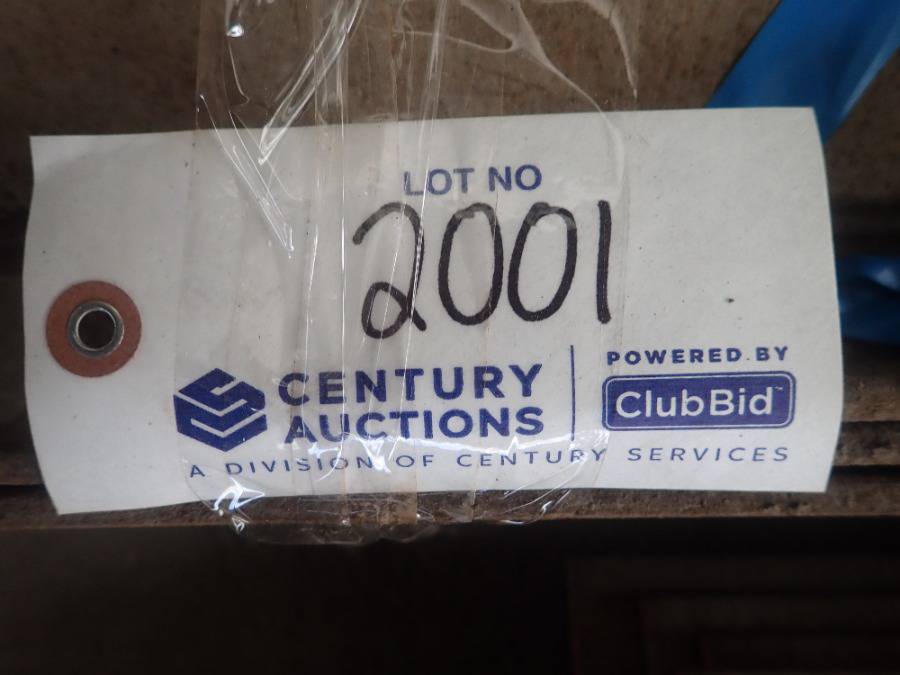 LOT NO
2001
CENTURY
AUCTIONS
POWERED BY
ClubBid™
A DIVISION OF CENTURY SERVICES